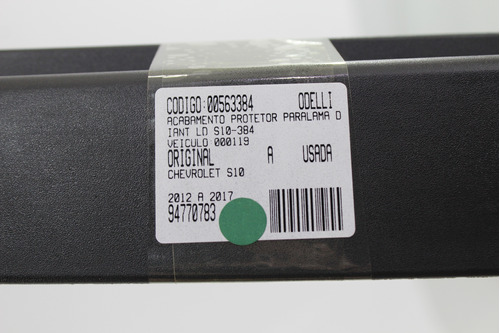 CODIGO:00563384 ODELLI
ACABAMENTO PROTETOR PARALAMA D
IANT LD S10-384
VEICULO 000119
ORIGINAL A USADA
CHEVROLET S10
2012 A 2017
94770783